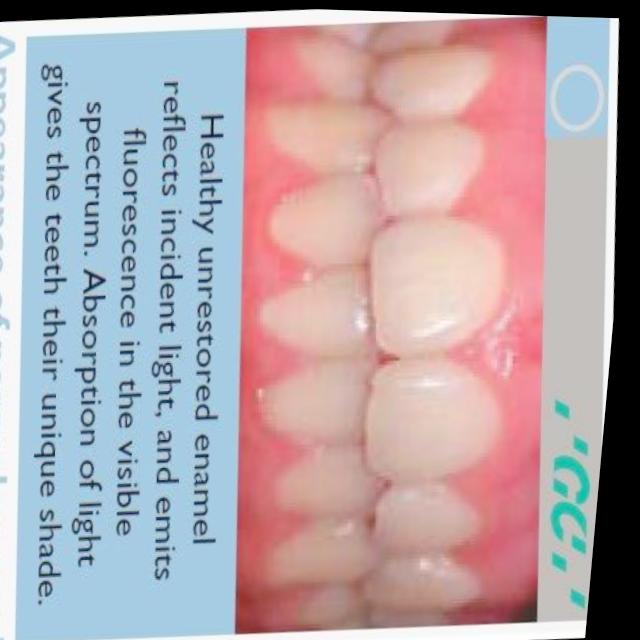 'GC.'
Healthy unrestored enamel
reflects incident light, and emits
fluorescence in the visible
spectrum. Absorption of light
gives the teeth their unique shade.